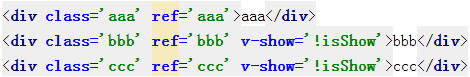 <div class='aaa' ref='aaa'>aaa</div>
<div class='bbb' ref='bbb' v-show='!isShow'>bbb</div>
<div class='ccc' ref='ccc' v-show='!isShow'>ccc</div>